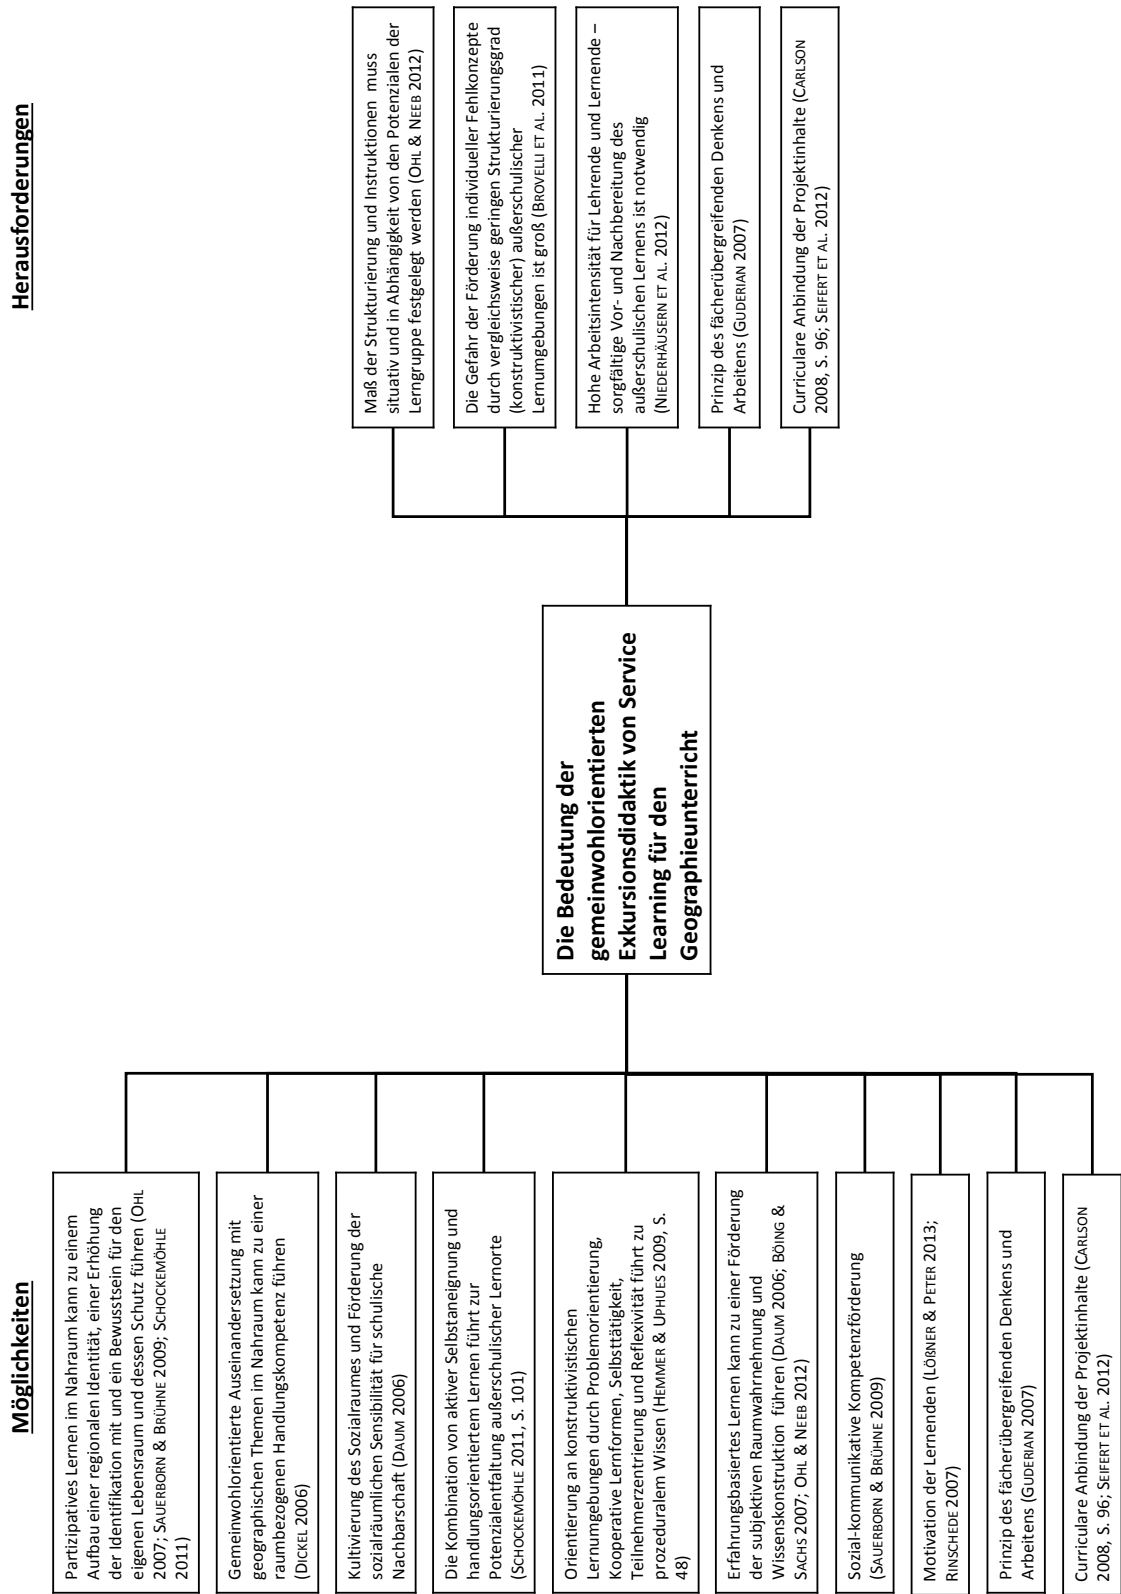 Möglichkeiten
Partizipatives Lernen im Nahraum kann zu einem
Aufbau einer regionalen Identität, einer Erhöhung
der Identifikation mit und ein Bewusstsein für den
eigenen Lebensraum und dessen Schutz führen (OHL
2007; SAUERBORN & BRÜHNE 2009; SCHOCKEMÖHLE
2011)
Gemeinwohlorientierte Auseinandersetzung mit
geographischen Themen im Nahraum kann zu einer
raumbezogenen Handlungskompetenz führen
(DICKEL 2006)
Kultivierung des Sozialraumes und Förderung der
sozialräumlichen Sensibilität für schulische
Nachbarschaft (DAUM 2006)
Die Kombination von aktiver Selbstaneignung und
handlungsorientiertem Lernen führt zur
Potenzialentfaltung außerschulischer Lernorte
(SCHOCKEMÖHLE 2011, S. 101)
Orientierung an konstruktivistischen
Lernumgebungen durch Problemorientierung,
Kooperative Lernformen, Selbsttätigkeit,
Teilnehmerzentrierung und Reflexivität führt zu
prozeduralem Wissen (HEMMER & UPHUES 2009, S.
48)
Erfahrungsbasiertes Lernen kann zu einer Förderung
der subjektiven Raumwahrnehmung und
Wissenskonstruktion führen (DAUM 2006; BÖING &
SACHS 2007; OHL & NEEB 2012)
Sozial-kommunikative Kompetenzförderung
(SAUERBORN & BRÜHNE 2009)
Motivation der Lernenden (LÖßNER & PETER 2013;
RINSCHEDE 2007)
Prinzip des fächerübergreifenden Denkens und
Arbeitens (GUDERIAN 2007)
Curriculare Anbindung der Projektinhalte (CARLSON
2008, S. 96; SEIFERT ET AL. 2012)
Die Bedeutung der
gemeinwohlorientierten
Exkursionsdidaktik von Service
Learning für den
Geographieunterricht
Herausforderungen
Maß der Strukturierung und Instruktionen muss
situativ und in Abhängigkeit von den Potenzialen der
Lerngruppe festgelegt werden (OHL & NEEB 2012)
Die Gefahr der Förderung individueller Fehlkonzepte
durch vergleichsweise geringen Strukturierungsgrad
(konstruktivistischer) außerschulischer
Lernumgebungen ist groß (BROVELLI ET AL. 2011)
Hohe Arbeitsintensität für Lehrende und Lernende –
sorgfältige Vor- und Nachbereitung des
außerschulischen Lernens ist notwendig
(NIEDERHÄUSERN ET AL. 2012)
Prinzip des fächerübergreifenden Denkens und
Arbeitens (GUDERIAN 2007)
Curriculare Anbindung der Projektinhalte (CARLSON
2008, S. 96; SEIFERT ET AL. 2012)